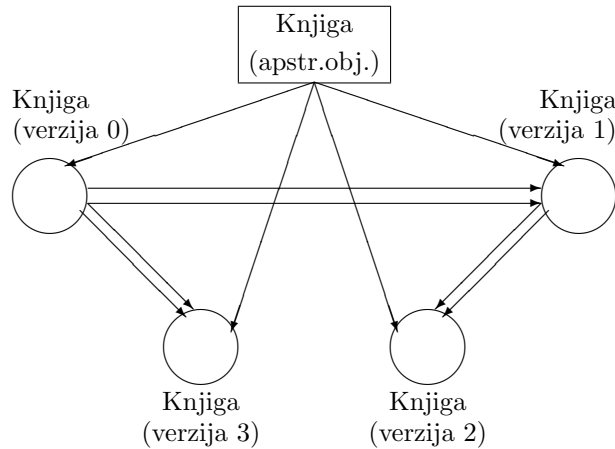 Knjiga
(apstr.obj.)
Knjiga
(verzija 0)
Knjiga
(verzija 1)
Knjiga
(verzija 3)
Knjiga
(verzija 2)